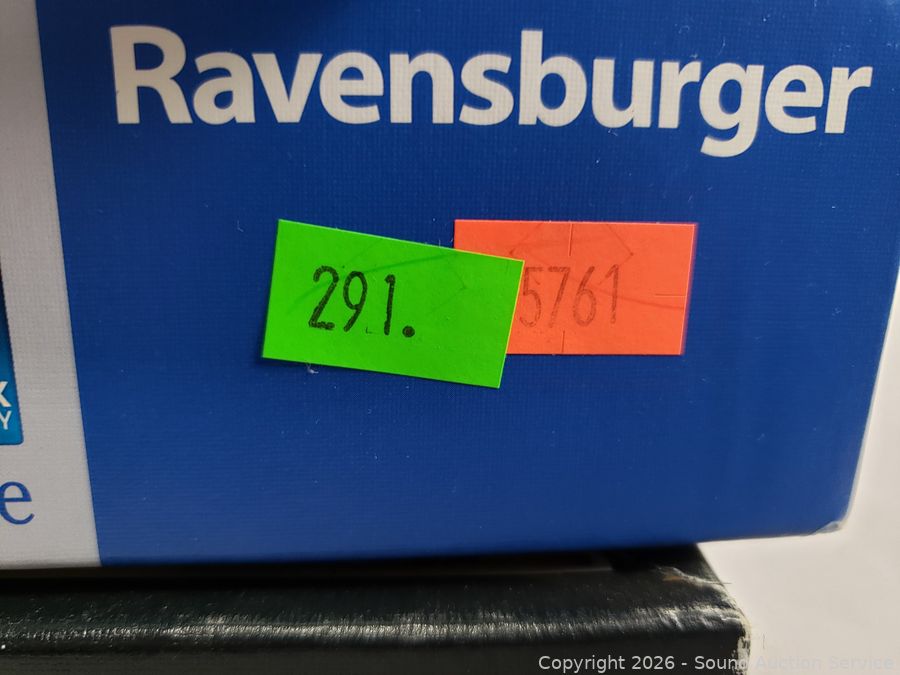 Ravensburger
291.
5761
Y
e
Copyright 2026 - Sound Auction Service